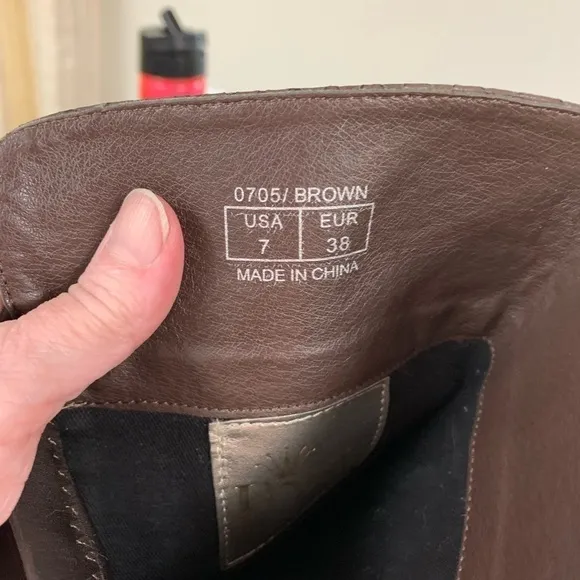 0705/ BROWN
USA EUR
7 38
MADE IN CHINA